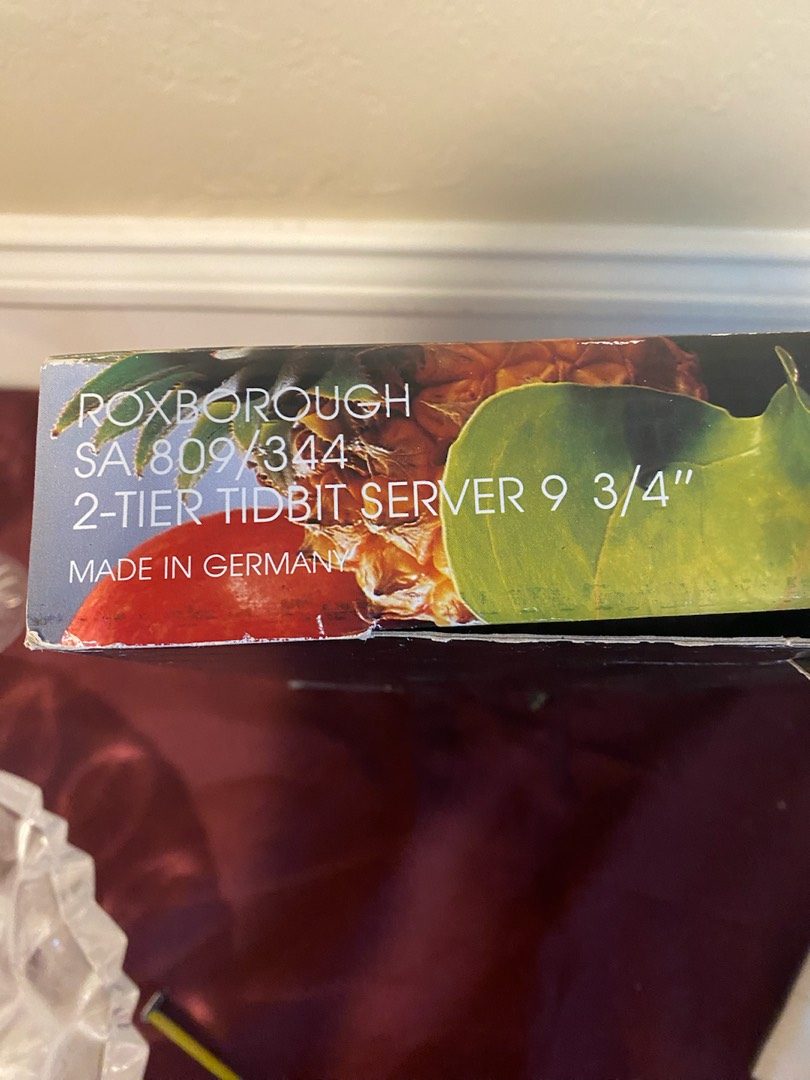 ROXBOROUGH
SA 809/344
2-TIER TIDBIT SERVER 9 3/4"
MADE IN GERMANY